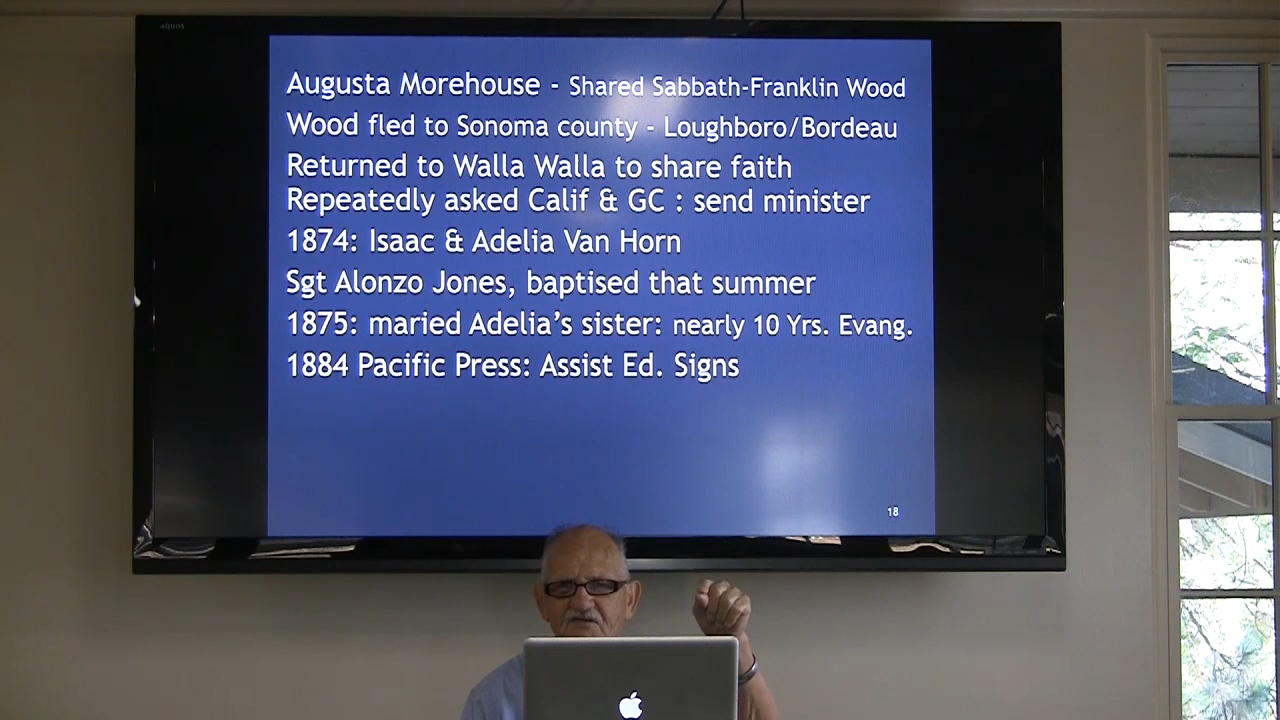 aquos
Augusta Morehouse - Shared Sabbath-Franklin Wood
Wood fled to Sonoma county - Loughboro/Bordeau
Returned to Walla Walla to share faith
Repeatedly asked Calif & GC : send minister
1874: Isaac & Adelia Van Horn
Sgt Alonzo Jones, baptised that summer
1875: maried Adelia's sister: nearly 10 Yrs. Evang.
1884 Pacific Press: Assist Ed. Signs
18